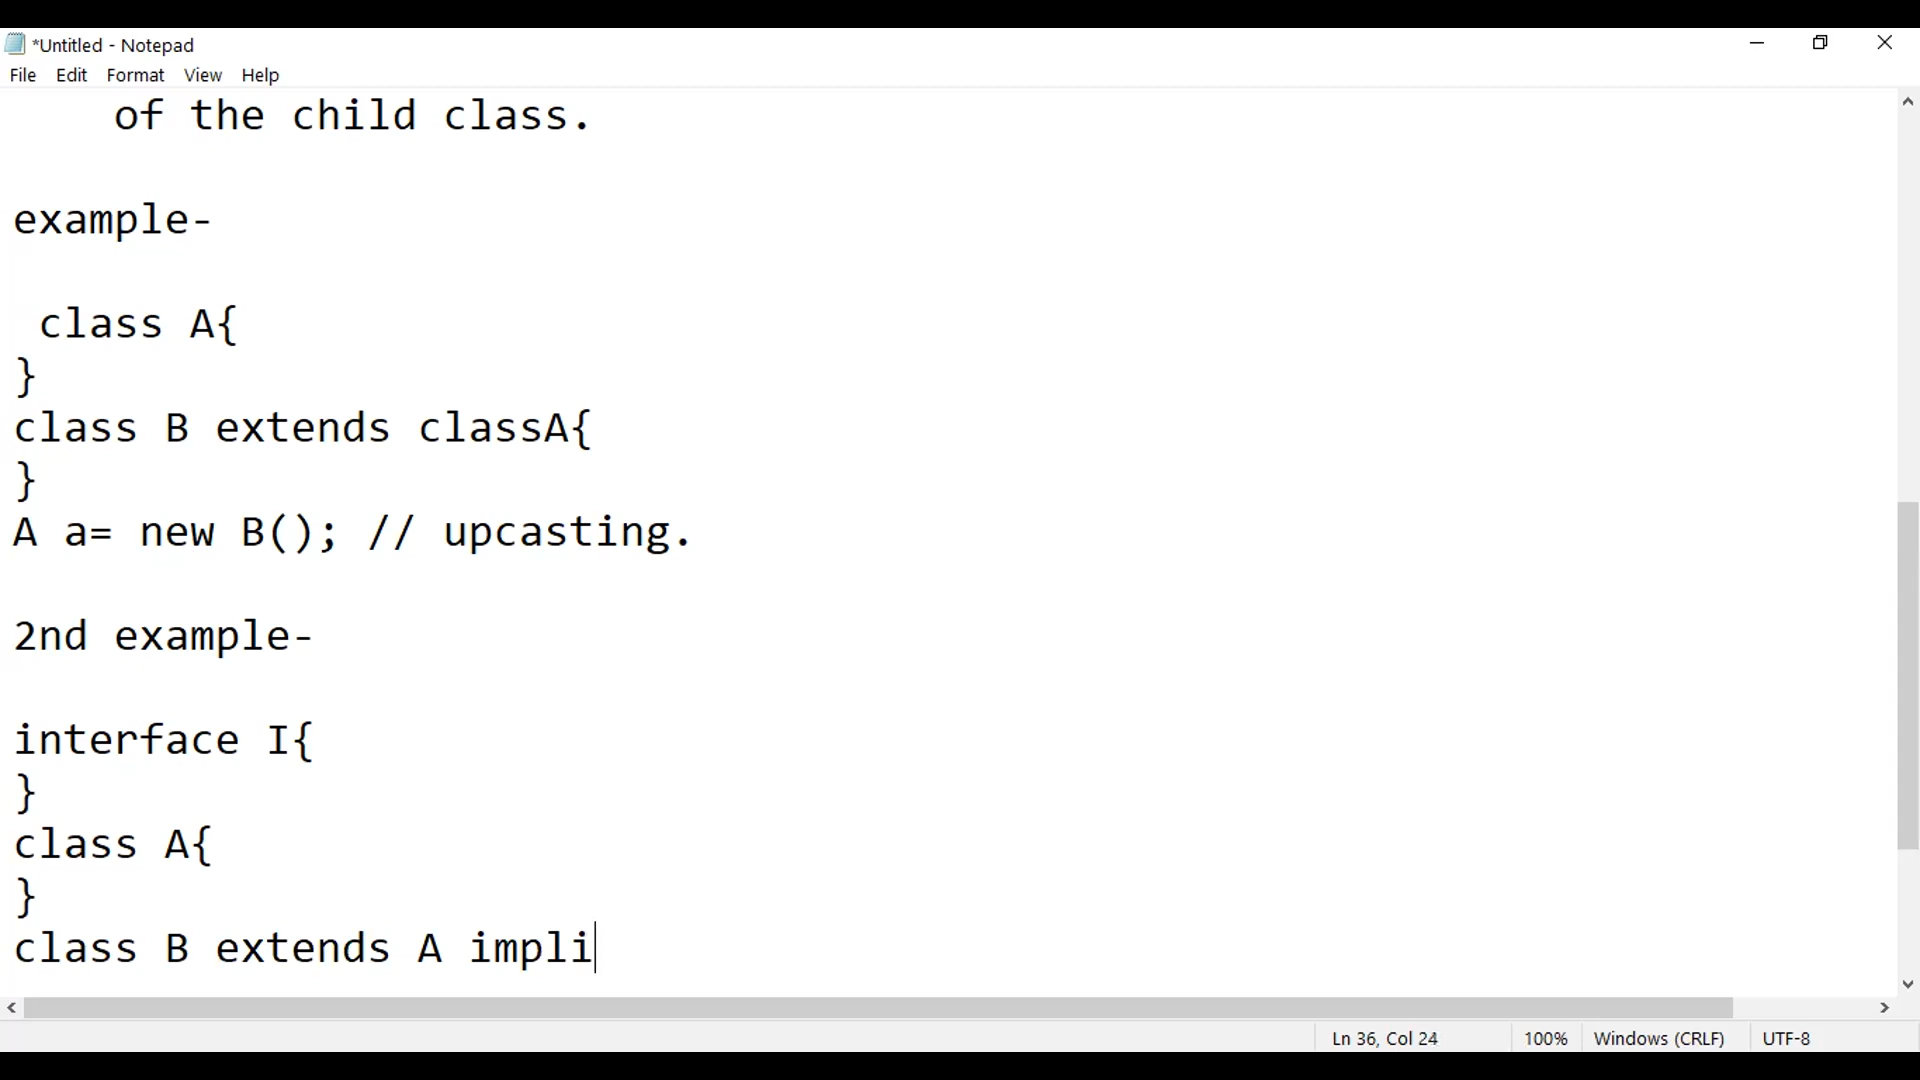 *Untitled - Notepad
File Edit Format View Help
of the child class.
example-
class A{
}
class B extends classA{
}
A a= new B(); // upcasting.
2nd example-
interface I{
}
class A{
}
class B extends A impli
Ln 36, Col 24
100%
Windows (CRLF)
UTF-8